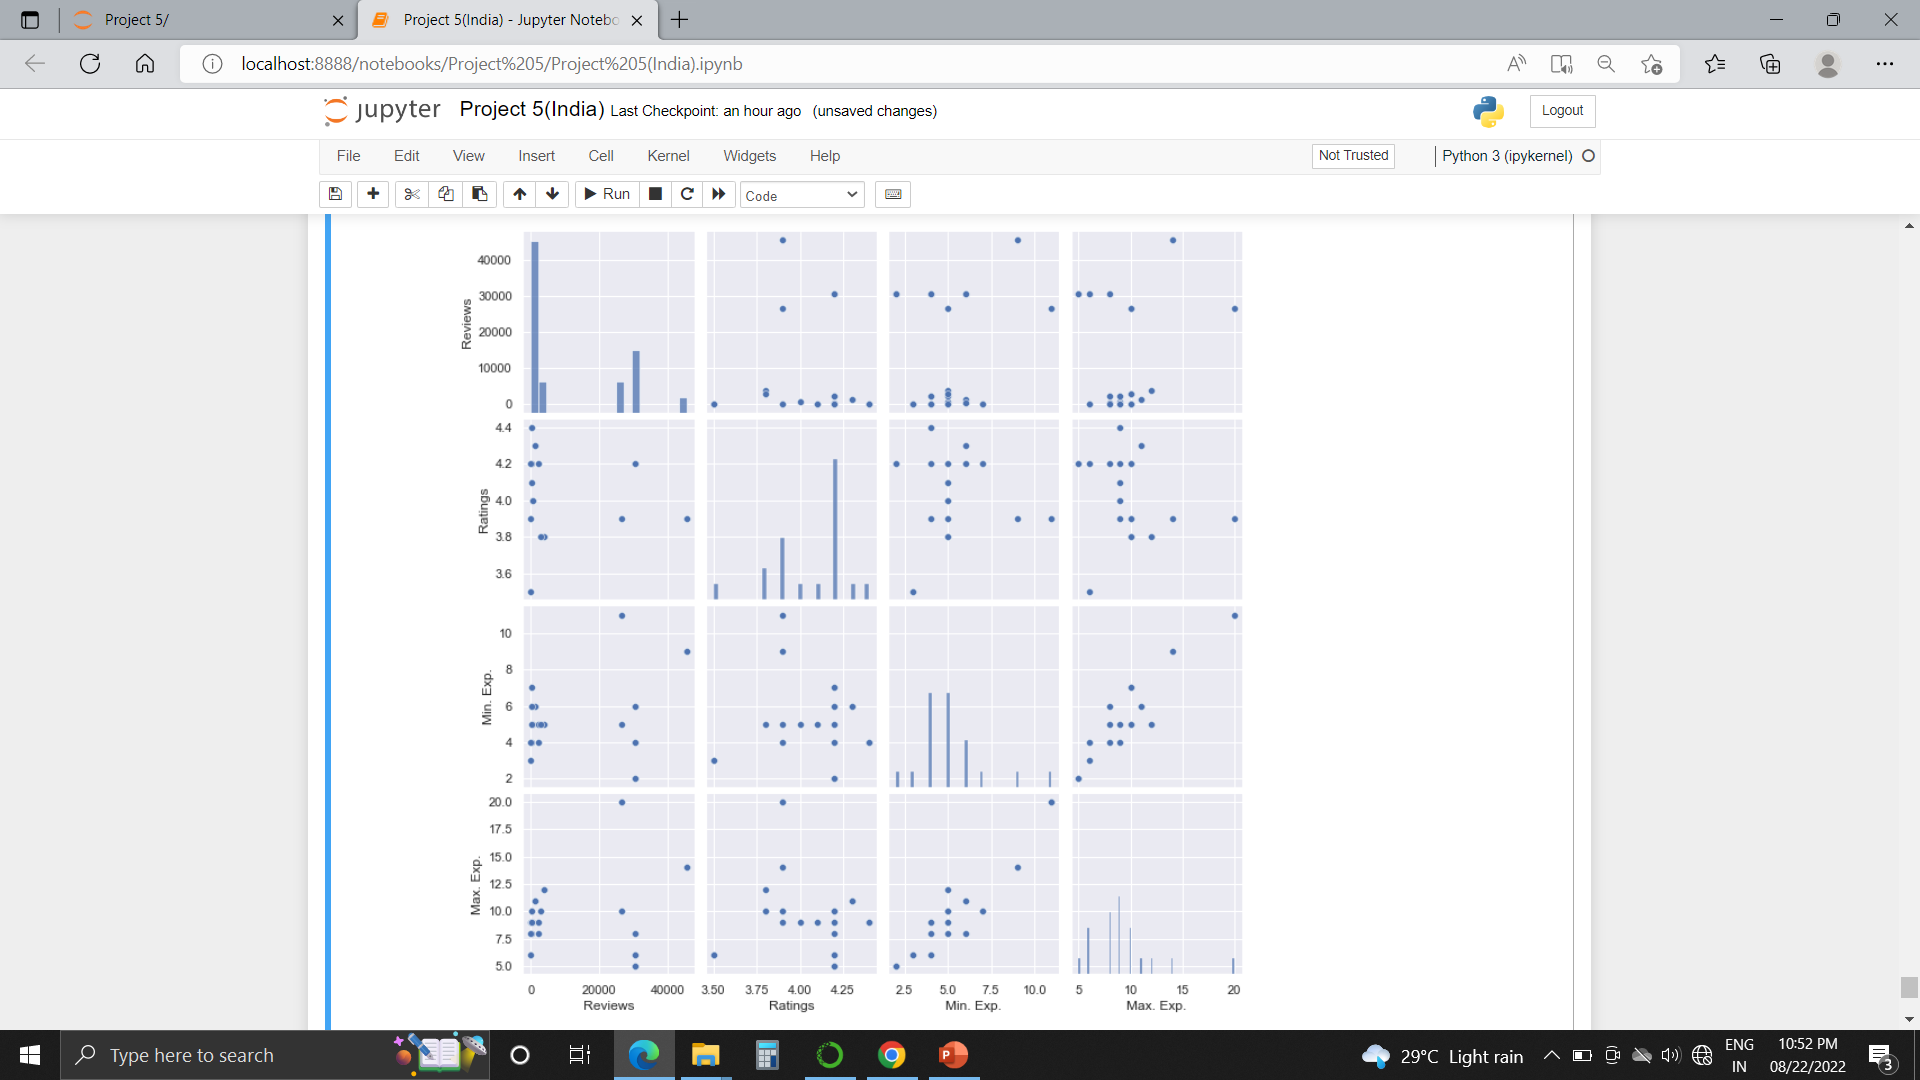 Project 5/
Project 5(India) - Jupyter Notebo
localhost:8888/notebooks/Project%205/Project%205(India).ipynb
jupyter Project 5(India) Last Checkpoint: an hour ago (unsaved changes)
Logout
File Edit View Insert Cell Kernel Widgets Help
Not Trusted
Python 3 (ipykernel)
Run
Code
Reviews
40000
30000
20000
10000
0
Ratings
4.4
4.2
4.0
3.8
3.6
Min. Exp.
10
8
6
4
2
Max. Exp.
20.0
17.5
15.0
12.5
10.0
7.5
5.0
0 20000 40000 3.50 3.75 4.00 4.25 2.5 5.0 7.5 10.0 5 10 15 20
Reviews Ratings Min. Exp. Max. Exp.
Type here to search
29°C Light rain
ENG
IN
10:52 PM
08/22/2022
3